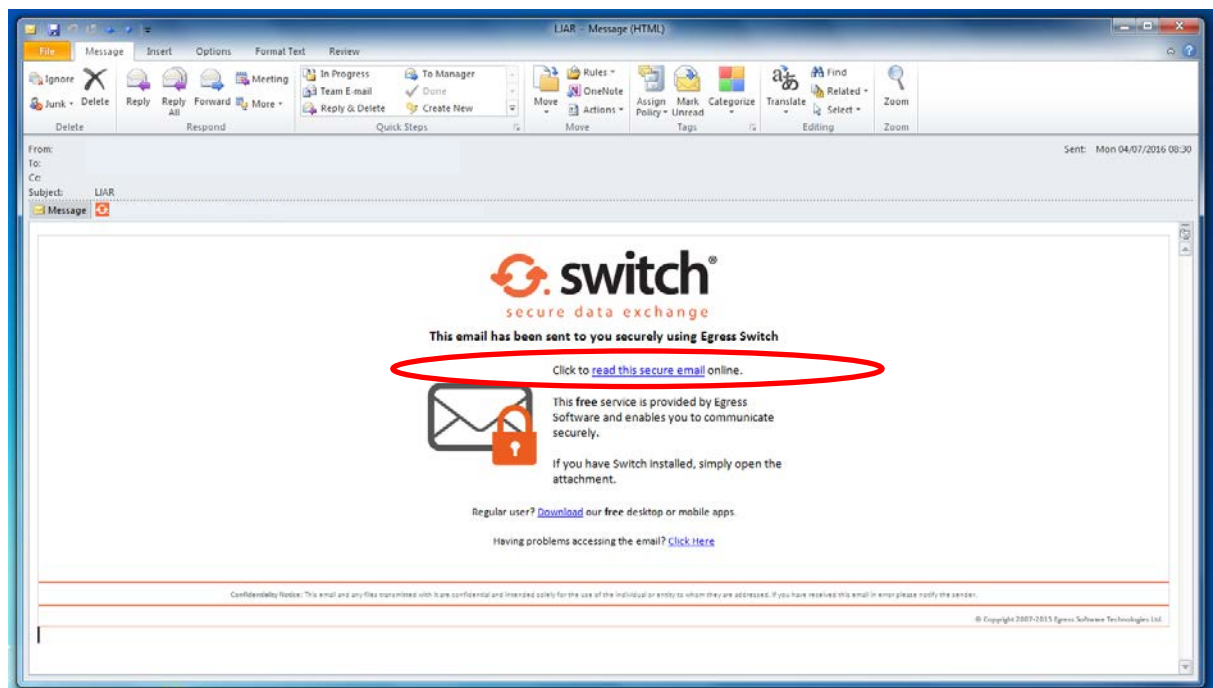 LIAR - Message (HTML)
File Message Insert Options Format Text Review
Ignore
Junk
Delete
Reply
Reply All
Forward
Meeting
More
Delete
Respond
In Progress
Team E-mail
Reply & Delete
To Manager
Done
Create New
Quick Steps
Move
Rules
OneNote
Actions
Move
Assign Policy
Mark Unread
Categorize
Tags
Translate
Find
Related
Select
Editing
Zoom
Zoom
From:
Sent: Mon 04/07/2016 08:30
To:
Cc:
Subject: LIAR
Message
switch®
secure data exchange
This email has been sent to you securely using Egress Switch
Click to read this secure email online.
This free service is provided by Egress
Software and enables you to communicate
securely.
If you have Switch installed, simply open the
attachment.
Regular user? Download our free desktop or mobile apps.
Having problems accessing the email? Click Here
Confidentiality Notice: This email and any files transmitted with it are confidential and intended solely for the use of the individual or entity to whom they are addressed. If you have received this email in error please notify the sender.
© Copyright 2007-2015 Egress Software Technologies Ltd.